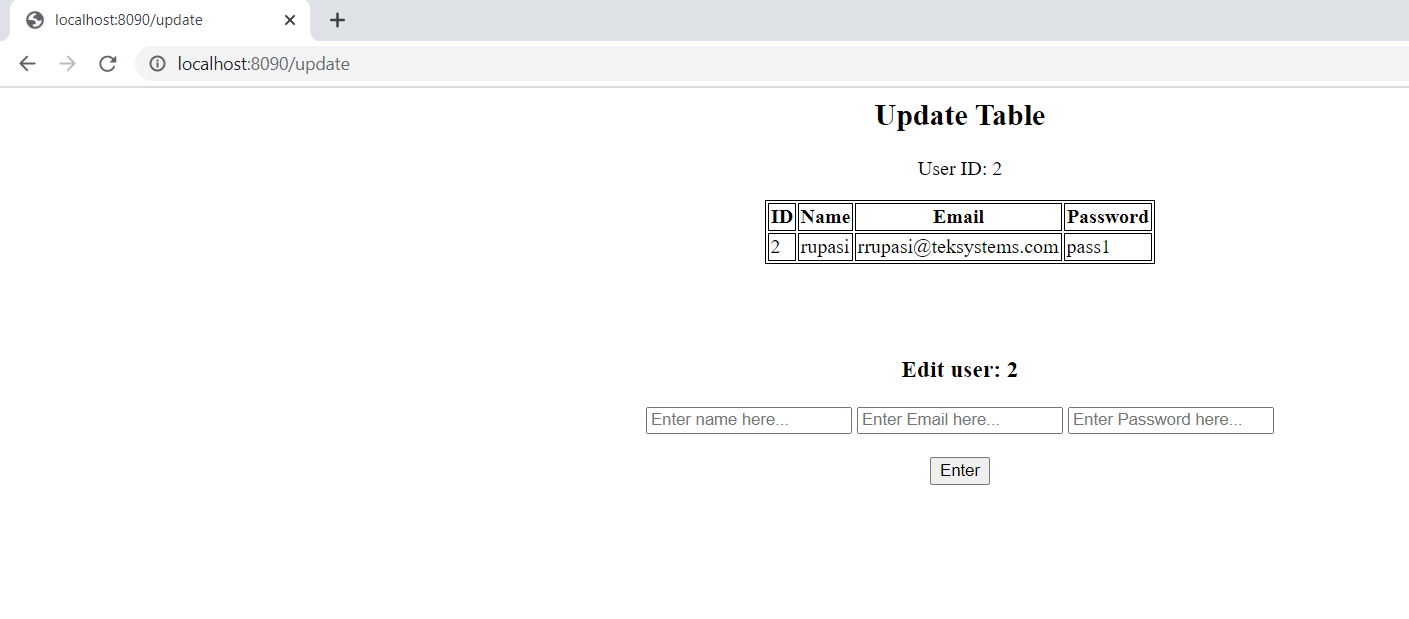 localhost:8090/update
localhost:8090/update
Update Table
User ID: 2
ID Name Email Password
2 rupasi rrupasi@teksystems.com pass1
Edit user: 2
Enter name here... Enter Email here... Enter Password here...
Enter